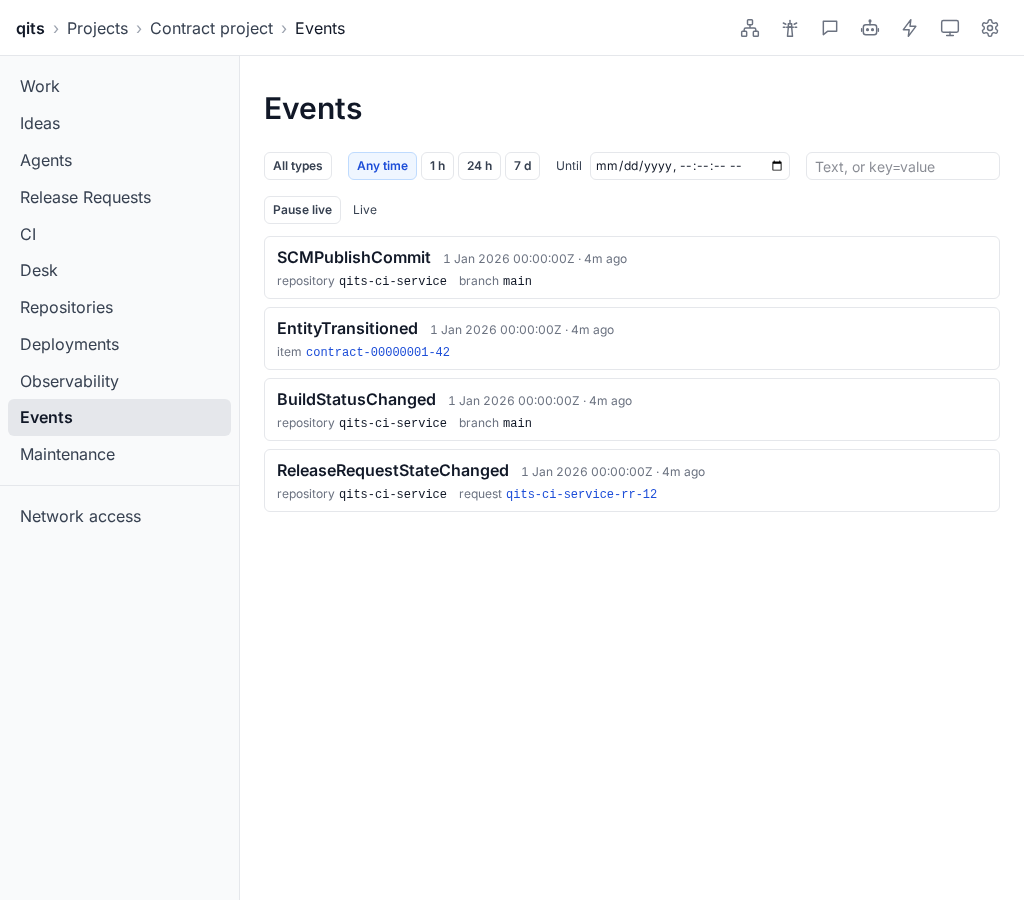 qits › Projects › Contract project › Events
Work
Ideas
Agents
Release Requests
CI
Desk
Repositories
Deployments
Observability
Events
Maintenance
Network access
Events
All types Any time 1 h 24 h 7 d Until mm/dd/yyyy, --:--:-- -- Text, or key=value
Pause live Live
SCMPublishCommit 1 Jan 2026 00:00:00Z · 4m ago
repository qits-ci-service branch main
EntityTransitioned 1 Jan 2026 00:00:00Z · 4m ago
item contract-00000001-42
BuildStatusChanged 1 Jan 2026 00:00:00Z · 4m ago
repository qits-ci-service branch main
ReleaseRequestStateChanged 1 Jan 2026 00:00:00Z · 4m ago
repository qits-ci-service request qits-ci-service-rr-12